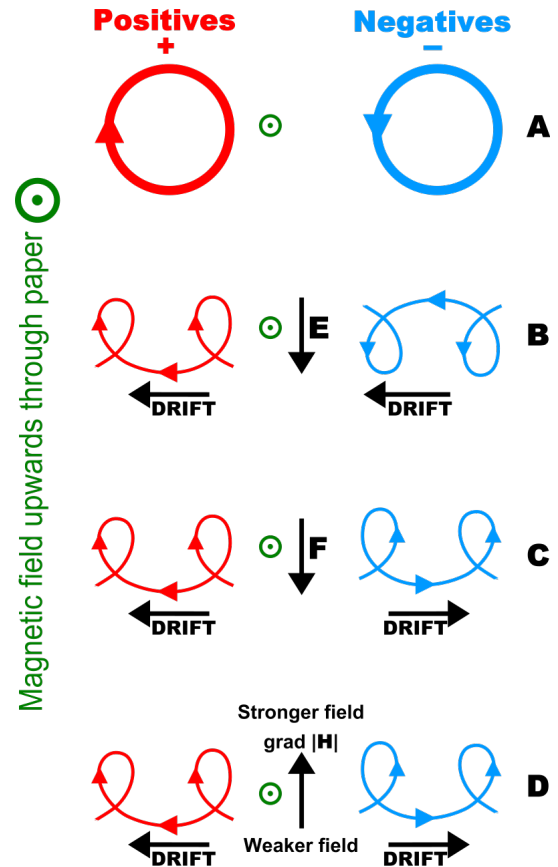 Positives
+
Negatives
−
A
Magnetic field upwards through paper
E
B
DRIFT
DRIFT
F
C
DRIFT
DRIFT
Stronger field
grad |H|
D
Weaker field
DRIFT
DRIFT